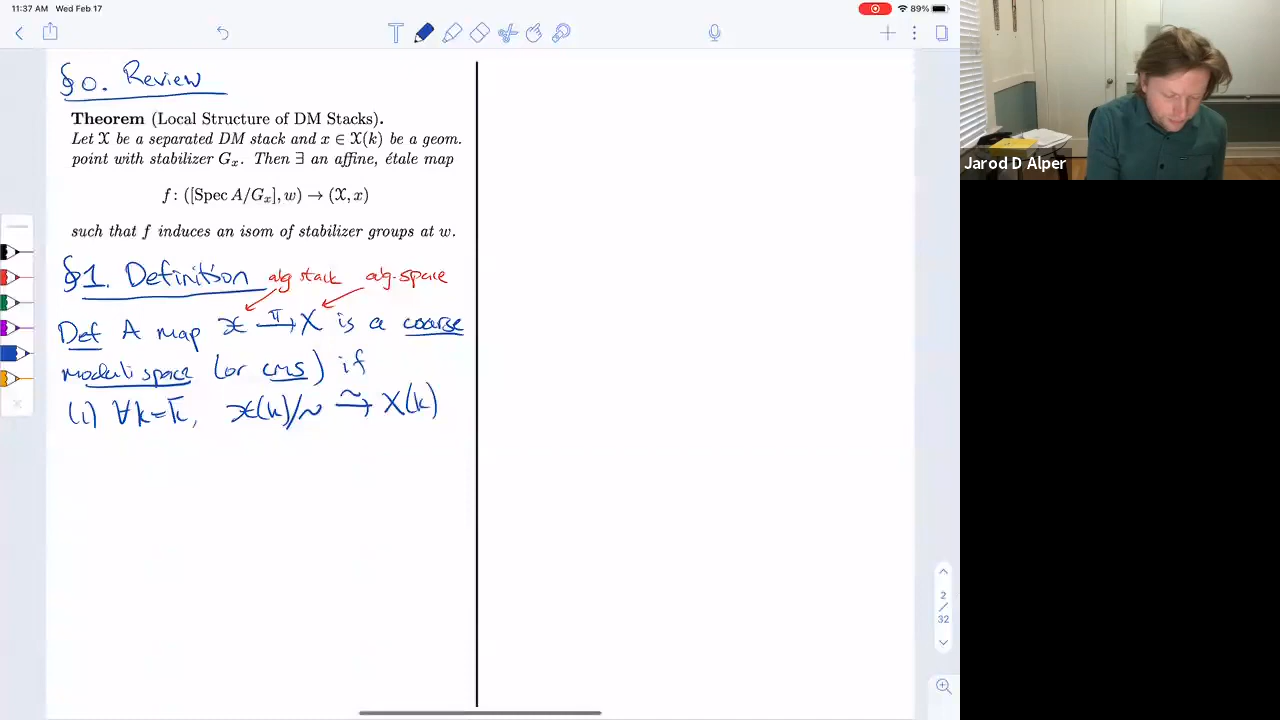 11:37 AM Wed Feb 17
89%
§0. Review
Theorem (Local Structure of DM Stacks).
Let 𝒳 be a separated DM stack and x ∈ 𝒳(k) be a geom.
point with stabilizer Gₓ. Then ∃ an affine, étale map
f: ([Spec A/Gₓ], w) → (𝒳, x)
such that f induces an isom of stabilizer groups at w.
§1. Definition
alg stack alg. space
Def A map 𝒳 →^π X is a coarse
moduli space (or cms) if
(i) ∀k=k̄, 𝒳(k)/∼ →^∼ X(k)
2
/
32
Jarod D Alper